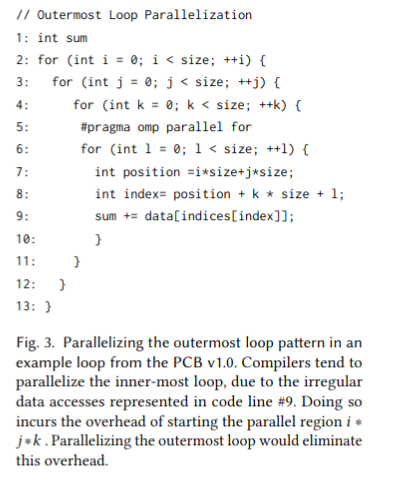 // Outermost Loop Parallelization
1: int sum
2: for (int i = 0; i < size; ++i) {
3: for (int j = 0; j < size; ++j) {
4: for (int k = 0; k < size; ++k) {
5: #pragma omp parallel for
6: for (int l = 0; l < size; ++l) {
7: int position =i*size+j*size;
8: int index= position + k * size + l;
9: sum += data[indices[index]];
10: }
11: }
12: }
13: }
Fig. 3. Parallelizing the outermost loop pattern in an
example loop from the PCB v1.0. Compilers tend to
parallelize the inner-most loop, due to the irregular
data accesses represented in code line #9. Doing so
incurs the overhead of starting the parallel region i ∗
j∗k . Parallelizing the outermost loop would eliminate
this overhead.